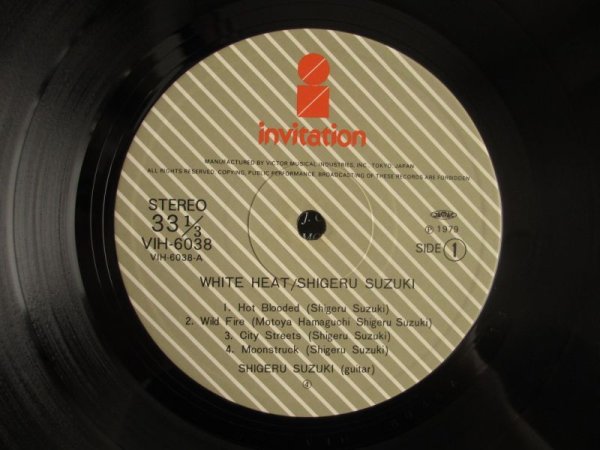 invitation
MANUFACTURED BY VICTOR MUSICAL INDUSTRIES, INC. TOKYO, JAPAN
ALL RIGHTS RESERVED. COPYING, PUBLIC PERFORMANCE, BROADCASTING OF THESE RECORDS ARE FORBIDDEN
STEREO
33 1/3
VIH-6038
VIH-6038-A
Ⓟ 1979
SIDE 1
WHITE HEAT/SHIGERU SUZUKI
1. Hot Blooded (Shigeru Suzuki)
2. Wild Fire (Motoya Hamaguchi Shigeru Suzuki)
3. City Streets (Shigeru Suzuki)
4. Moonstruck (Shigeru Suzuki)
SHIGERU SUZUKI (guitar)
④